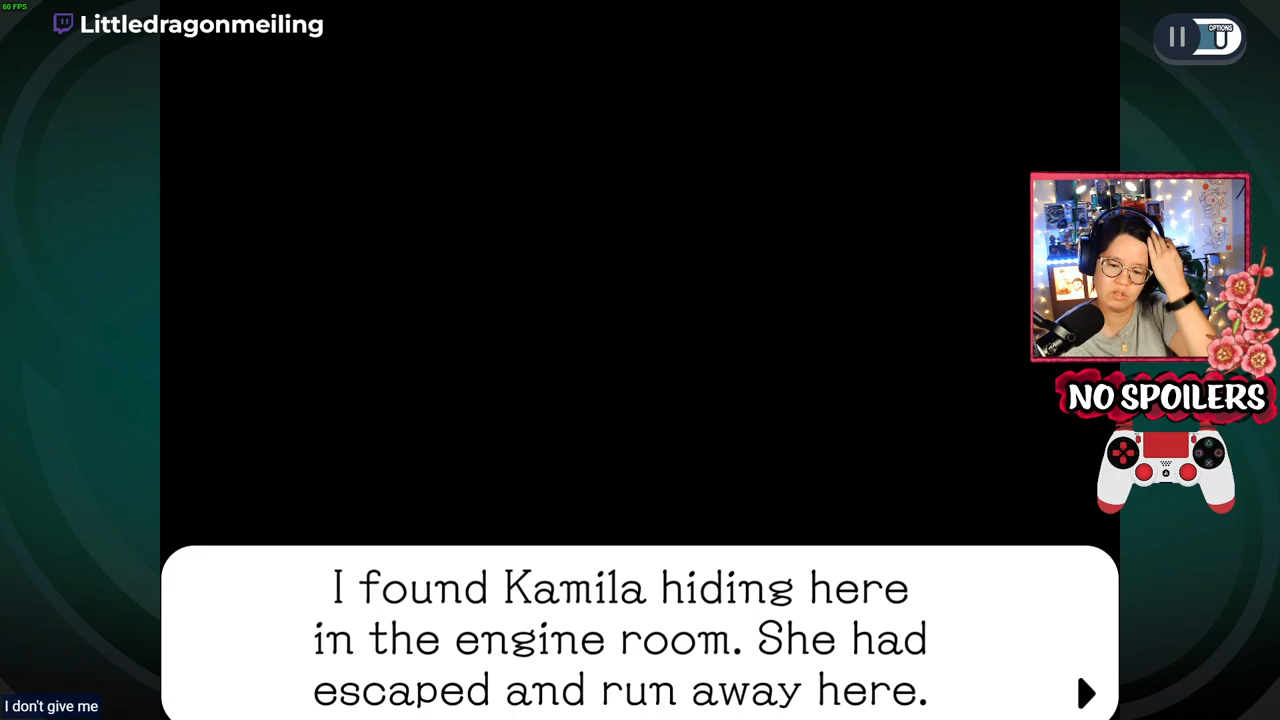 60 FPS
Littledragonmeiling
OPTIONS
NO SPOILERS
I found Kamila hiding here
in the engine room. She had
escaped and run away here.
I don't give me